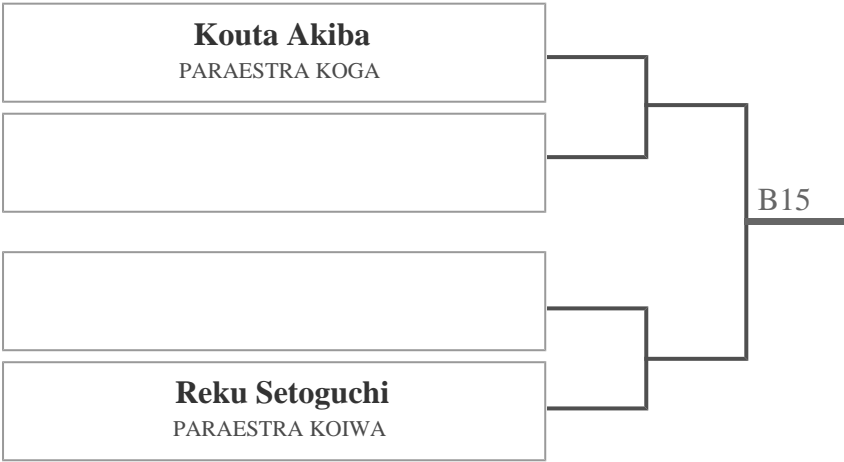 Kouta Akiba
PARAESTRA KOGA
B15
Reku Setoguchi
PARAESTRA KOIWA